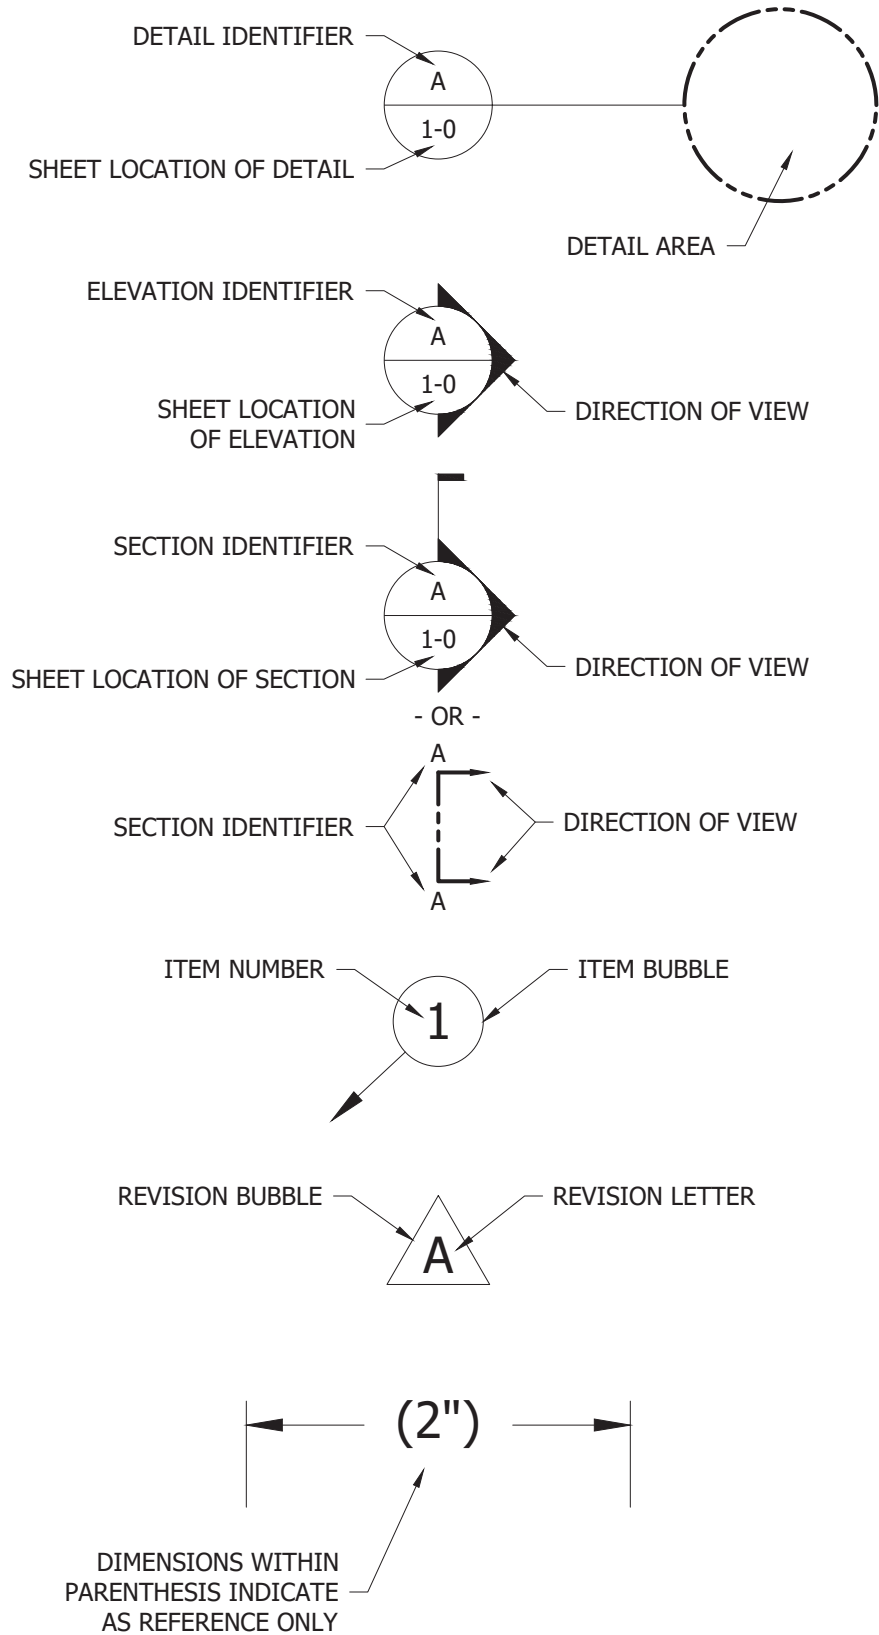 DETAIL IDENTIFIER
A
1-0
SHEET LOCATION OF DETAIL
DETAIL AREA
ELEVATION IDENTIFIER
A
1-0
SHEET LOCATION
OF ELEVATION
DIRECTION OF VIEW
SECTION IDENTIFIER
A
1-0
SHEET LOCATION OF SECTION
DIRECTION OF VIEW
- OR -
A
SECTION IDENTIFIER
DIRECTION OF VIEW
A
ITEM NUMBER
ITEM BUBBLE
1
REVISION BUBBLE
REVISION LETTER
A
(2")
DIMENSIONS WITHIN
PARENTHESIS INDICATE
AS REFERENCE ONLY